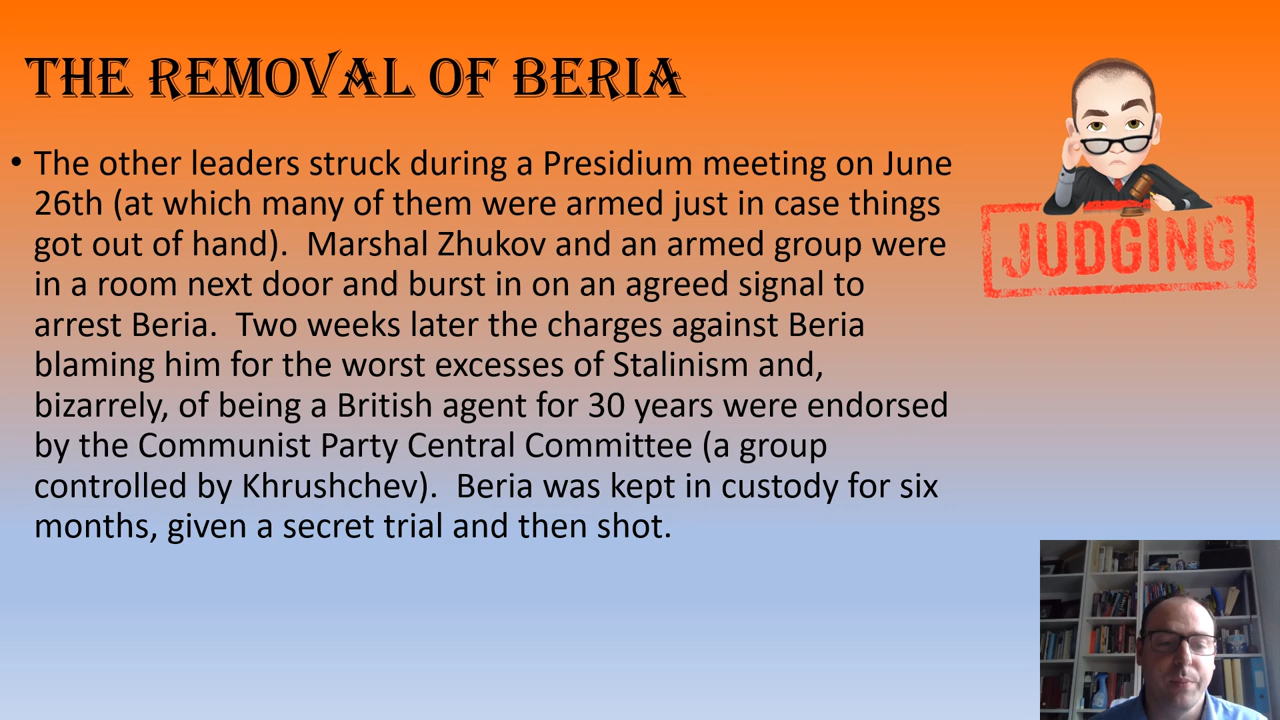 THE REMOVAL OF BERIA
• The other leaders struck during a Presidium meeting on June
26th (at which many of them were armed just in case things
got out of hand).  Marshal Zhukov and an armed group were
in a room next door and burst in on an agreed signal to
arrest Beria.  Two weeks later the charges against Beria
blaming him for the worst excesses of Stalinism and,
bizarrely, of being a British agent for 30 years were endorsed
by the Communist Party Central Committee (a group
controlled by Khrushchev).  Beria was kept in custody for six
months, given a secret trial and then shot.
JUDGING